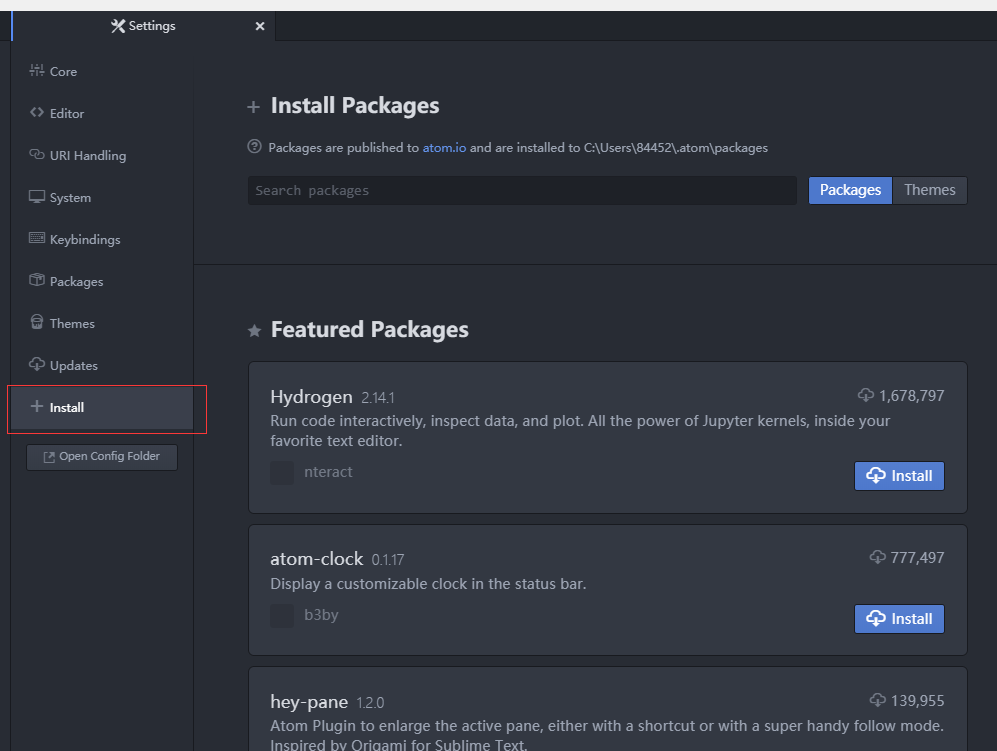 Settings
Core
Editor
URI Handling
System
Keybindings
Packages
Themes
Updates
Install
Open Config Folder
Install Packages
Packages are published to atom.io and are installed to C:\Users\84452\.atom\packages
Search packages
Packages Themes
Featured Packages
Hydrogen 2.14.1 1,678,797
Run code interactively, inspect data, and plot. All the power of Jupyter kernels, inside your
favorite text editor.
nteract
Install
atom-clock 0.1.17 777,497
Display a customizable clock in the status bar.
b3by
Install
hey-pane 1.2.0 139,955
Atom Plugin to enlarge the active pane, either with a shortcut or with a super handy follow mode.
Inspired by Origami for Sublime Text.